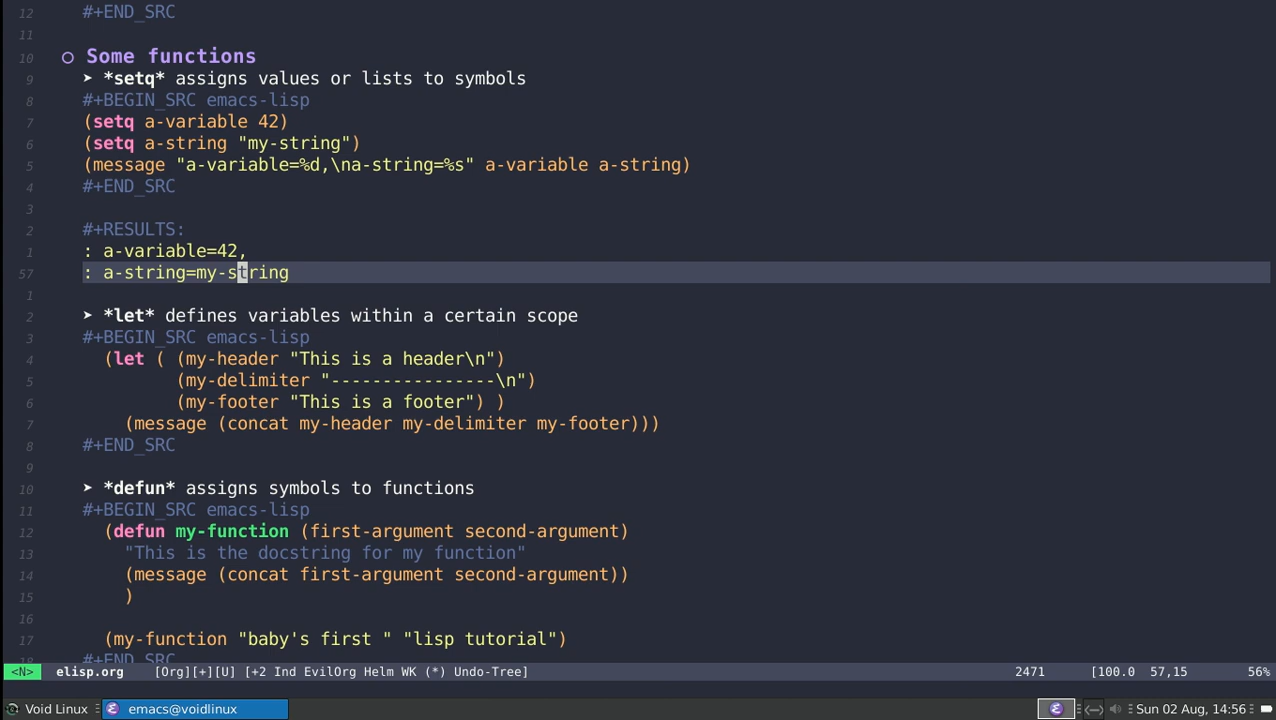 12 #+END_SRC
11
10 Some functions
9 ➤ *setq* assigns values or lists to symbols
8 #+BEGIN_SRC emacs-lisp
7 (setq a-variable 42)
6 (setq a-string "my-string")
5 (message "a-variable=%d,\na-string=%s" a-variable a-string)
4 #+END_SRC
3
2 #+RESULTS:
1 : a-variable=42,
57 : a-string=my-string
1
2 ➤ *let* defines variables within a certain scope
3 #+BEGIN_SRC emacs-lisp
4 (let ( (my-header "This is a header\n")
5 (my-delimiter "----------------\n")
6 (my-footer "This is a footer") )
7 (message (concat my-header my-delimiter my-footer)))
8 #+END_SRC
9
10 ➤ *defun* assigns symbols to functions
11 #+BEGIN_SRC emacs-lisp
12 (defun my-function (first-argument second-argument)
13 "This is the docstring for my function"
14 (message (concat first-argument second-argument))
15 )
16
17 (my-function "baby's first " "lisp tutorial")
18 #+END_SRC
<N> elisp.org [Org][+][U] [+2 Ind EvilOrg Helm WK (*) Undo-Tree] 2471 [100.0 57,15 56%
Void Linux emacs@voidlinux Sun 02 Aug, 14:56